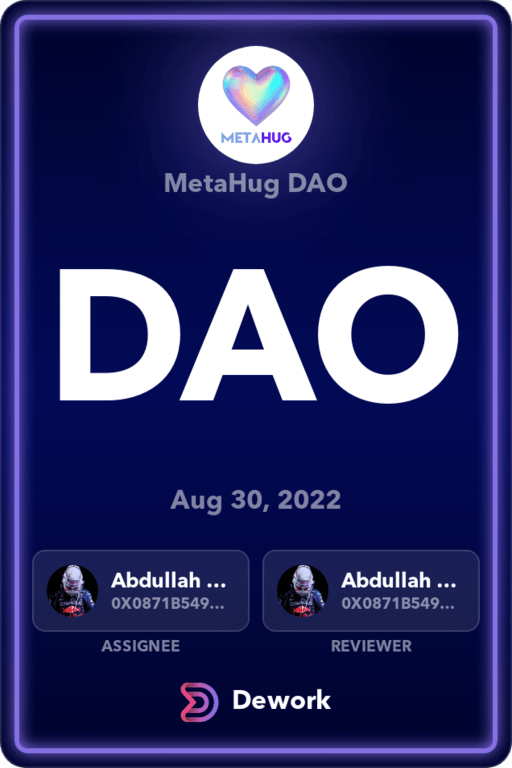 METAHUG
MetaHug DAO
DAO
Aug 30, 2022
Abdullah ...
0X0871B549...
ASSIGNEE
Abdullah ...
0X0871B549...
REVIEWER
Dework